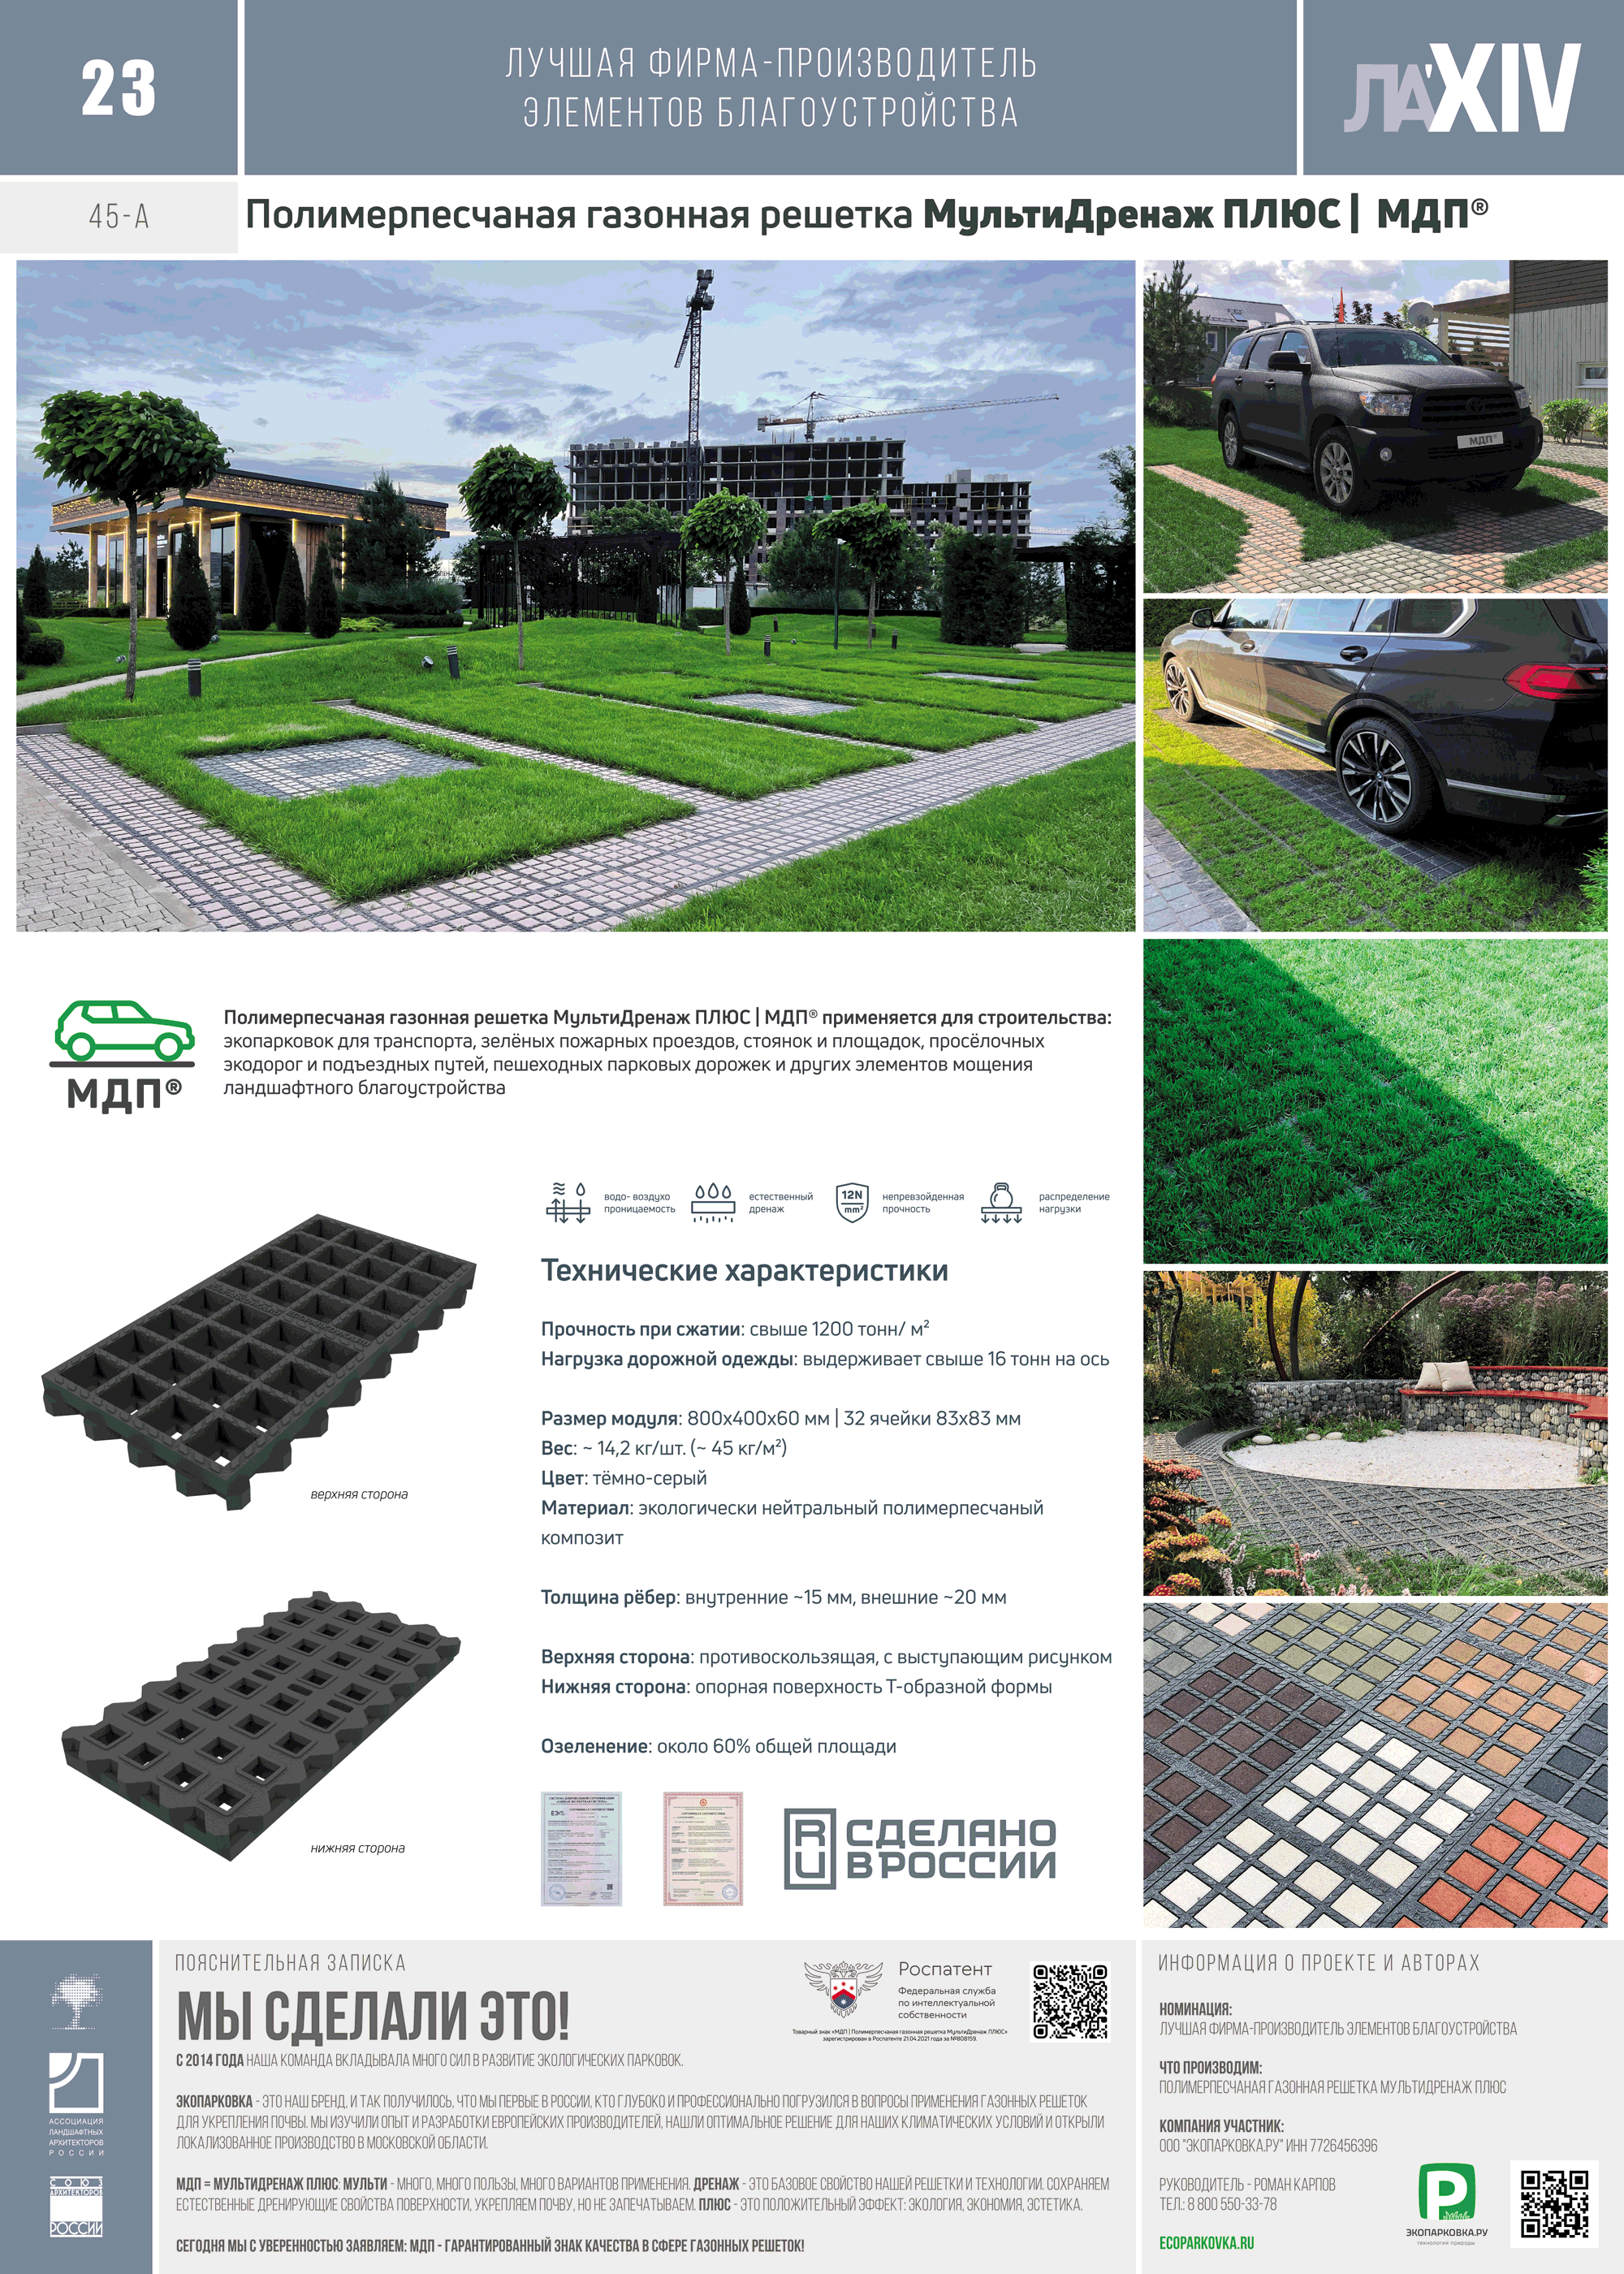 23
ЛУЧШАЯ ФИРМА-ПРОИЗВОДИТЕЛЬ
ЭЛЕМЕНТОВ БЛАГОУСТРОЙСТВА
ЛА'XIV
45-А
Полимерпесчаная газонная решетка МультиДренаж ПЛЮС | МДП®
МДП®
МДП®
Полимерпесчаная газонная решетка МультиДренаж ПЛЮС | МДП® применяется для строительства:
экопарковок для транспорта, зелёных пожарных проездов, стоянок и площадок, просёлочных
экодорог и подъездных путей, пешеходных парковых дорожек и других элементов мощения
ландшафтного благоустройства
водо- воздухо
проницаемость
естественный
дренаж
12N
mm²
непревзойденная
прочность
распределение
нагрузки
Технические характеристики
Прочность при сжатии: свыше 1200 тонн/ м²
Нагрузка дорожной одежды: выдерживает свыше 16 тонн на ось
Размер модуля: 800х400х60 мм | 32 ячейки 83х83 мм
Вес: ~ 14,2 кг/шт. (~ 45 кг/м²)
Цвет: тёмно-серый
Материал: экологически нейтральный полимерпесчаный
композит
Толщина рёбер: внутренние ~15 мм, внешние ~20 мм
Верхняя сторона: противоскользящая, с выступающим рисунком
Нижняя сторона: опорная поверхность Т-образной формы
Озеленение: около 60% общей площади
верхняя сторона
нижняя сторона
RU
СДЕЛАНО
В РОССИИ
ПОЯСНИТЕЛЬНАЯ ЗАПИСКА
МЫ СДЕЛАЛИ ЭТО!
Роспатент
Федеральная служба
по интеллектуальной
собственности
Товарный знак «МДП | Полимерпесчаная газонная решетка МультиДренаж ПЛЮС»
зарегистрирован в Роспатенте 21.04.2021 года за №808159.
С 2014 ГОДА НАША КОМАНДА ВКЛАДЫВАЛА МНОГО СИЛ В РАЗВИТИЕ ЭКОЛОГИЧЕСКИХ ПАРКОВОК.
ЭКОПАРКОВКА - ЭТО НАШ БРЕНД, И ТАК ПОЛУЧИЛОСЬ, ЧТО МЫ ПЕРВЫЕ В РОССИИ, КТО ГЛУБОКО И ПРОФЕССИОНАЛЬНО ПОГРУЗИЛСЯ В ВОПРОСЫ ПРИМЕНЕНИЯ ГАЗОННЫХ РЕШЕТОК
ДЛЯ УКРЕПЛЕНИЯ ПОЧВЫ. МЫ ИЗУЧИЛИ ОПЫТ И РАЗРАБОТКИ ЕВРОПЕЙСКИХ ПРОИЗВОДИТЕЛЕЙ, НАШЛИ ОПТИМАЛЬНОЕ РЕШЕНИЕ ДЛЯ НАШИХ КЛИМАТИЧЕСКИХ УСЛОВИЙ И ОТКРЫЛИ
ЛОКАЛИЗОВАННОЕ ПРОИЗВОДСТВО В МОСКОВСКОЙ ОБЛАСТИ.
МДП = МУЛЬТИДРЕНАЖ ПЛЮС: МУЛЬТИ - МНОГО, МНОГО ПОЛЬЗЫ, МНОГО ВАРИАНТОВ ПРИМЕНЕНИЯ. ДРЕНАЖ - ЭТО БАЗОВОЕ СВОЙСТВО НАШЕЙ РЕШЕТКИ И ТЕХНОЛОГИИ. СОХРАНЯЕМ
ЕСТЕСТВЕННЫЕ ДРЕНИРУЮЩИЕ СВОЙСТВА ПОВЕРХНОСТИ, УКРЕПЛЯЕМ ПОЧВУ, НО НЕ ЗАПЕЧАТЫВАЕМ. ПЛЮС - ЭТО ПОЛОЖИТЕЛЬНЫЙ ЭФФЕКТ: ЭКОЛОГИЯ, ЭКОНОМИЯ, ЭСТЕТИКА.
СЕГОДНЯ МЫ С УВЕРЕННОСТЬЮ ЗАЯВЛЯЕМ: МДП - ГАРАНТИРОВАННЫЙ ЗНАК КАЧЕСТВА В СФЕРЕ ГАЗОННЫХ РЕШЕТОК!
АССОЦИАЦИЯ
ЛАНДШАФТНЫХ
АРХИТЕКТОРОВ
РОССИИ
СОЮЗ
АРХИТЕКТОРОВ
РОССИИ
ИНФОРМАЦИЯ О ПРОЕКТЕ И АВТОРАХ
НОМИНАЦИЯ:
ЛУЧШАЯ ФИРМА-ПРОИЗВОДИТЕЛЬ ЭЛЕМЕНТОВ БЛАГОУСТРОЙСТВА
ЧТО ПРОИЗВОДИМ:
ПОЛИМЕРПЕСЧАНАЯ ГАЗОННАЯ РЕШЕТКА МУЛЬТИДРЕНАЖ ПЛЮС
КОМПАНИЯ УЧАСТНИК:
ООО "ЭКОПАРКОВКА.РУ" ИНН 7726456396
РУКОВОДИТЕЛЬ - РОМАН КАРПОВ
ТЕЛ.: 8 800 550-33-78
ECOPARKOVKA.RU
P
ЭКОПАРКОВКА.РУ
технология природы